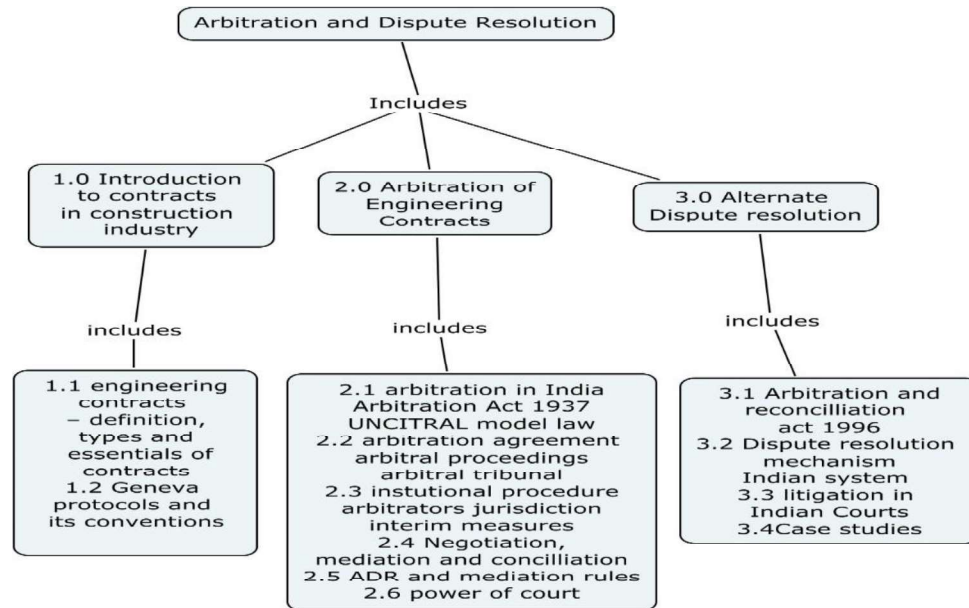 Arbitration and Dispute Resolution
Includes
1.0 Introduction
to contracts
in construction
industry
2.0 Arbitration of
Engineering
Contracts
3.0 Alternate
Dispute resolution
includes
includes
includes
1.1 engineering
contracts
– definition,
types and
essentials of
contracts
1.2 Geneva
protocols and
its conventions
2.1 arbitration in India
Arbitration Act 1937
UNCITRAL model law
2.2 arbitration agreement
arbitral proceedings
arbitral tribunal
2.3 instutional procedure
arbitrators jurisdiction
interim measures
2.4 Negotiation,
mediation and concilliation
2.5 ADR and mediation rules
2.6 power of court
3.1 Arbitration and
reconcilliation
act 1996
3.2 Dispute resolution
mechanism
Indian system
3.3 litigation in
Indian Courts
3.4Case studies